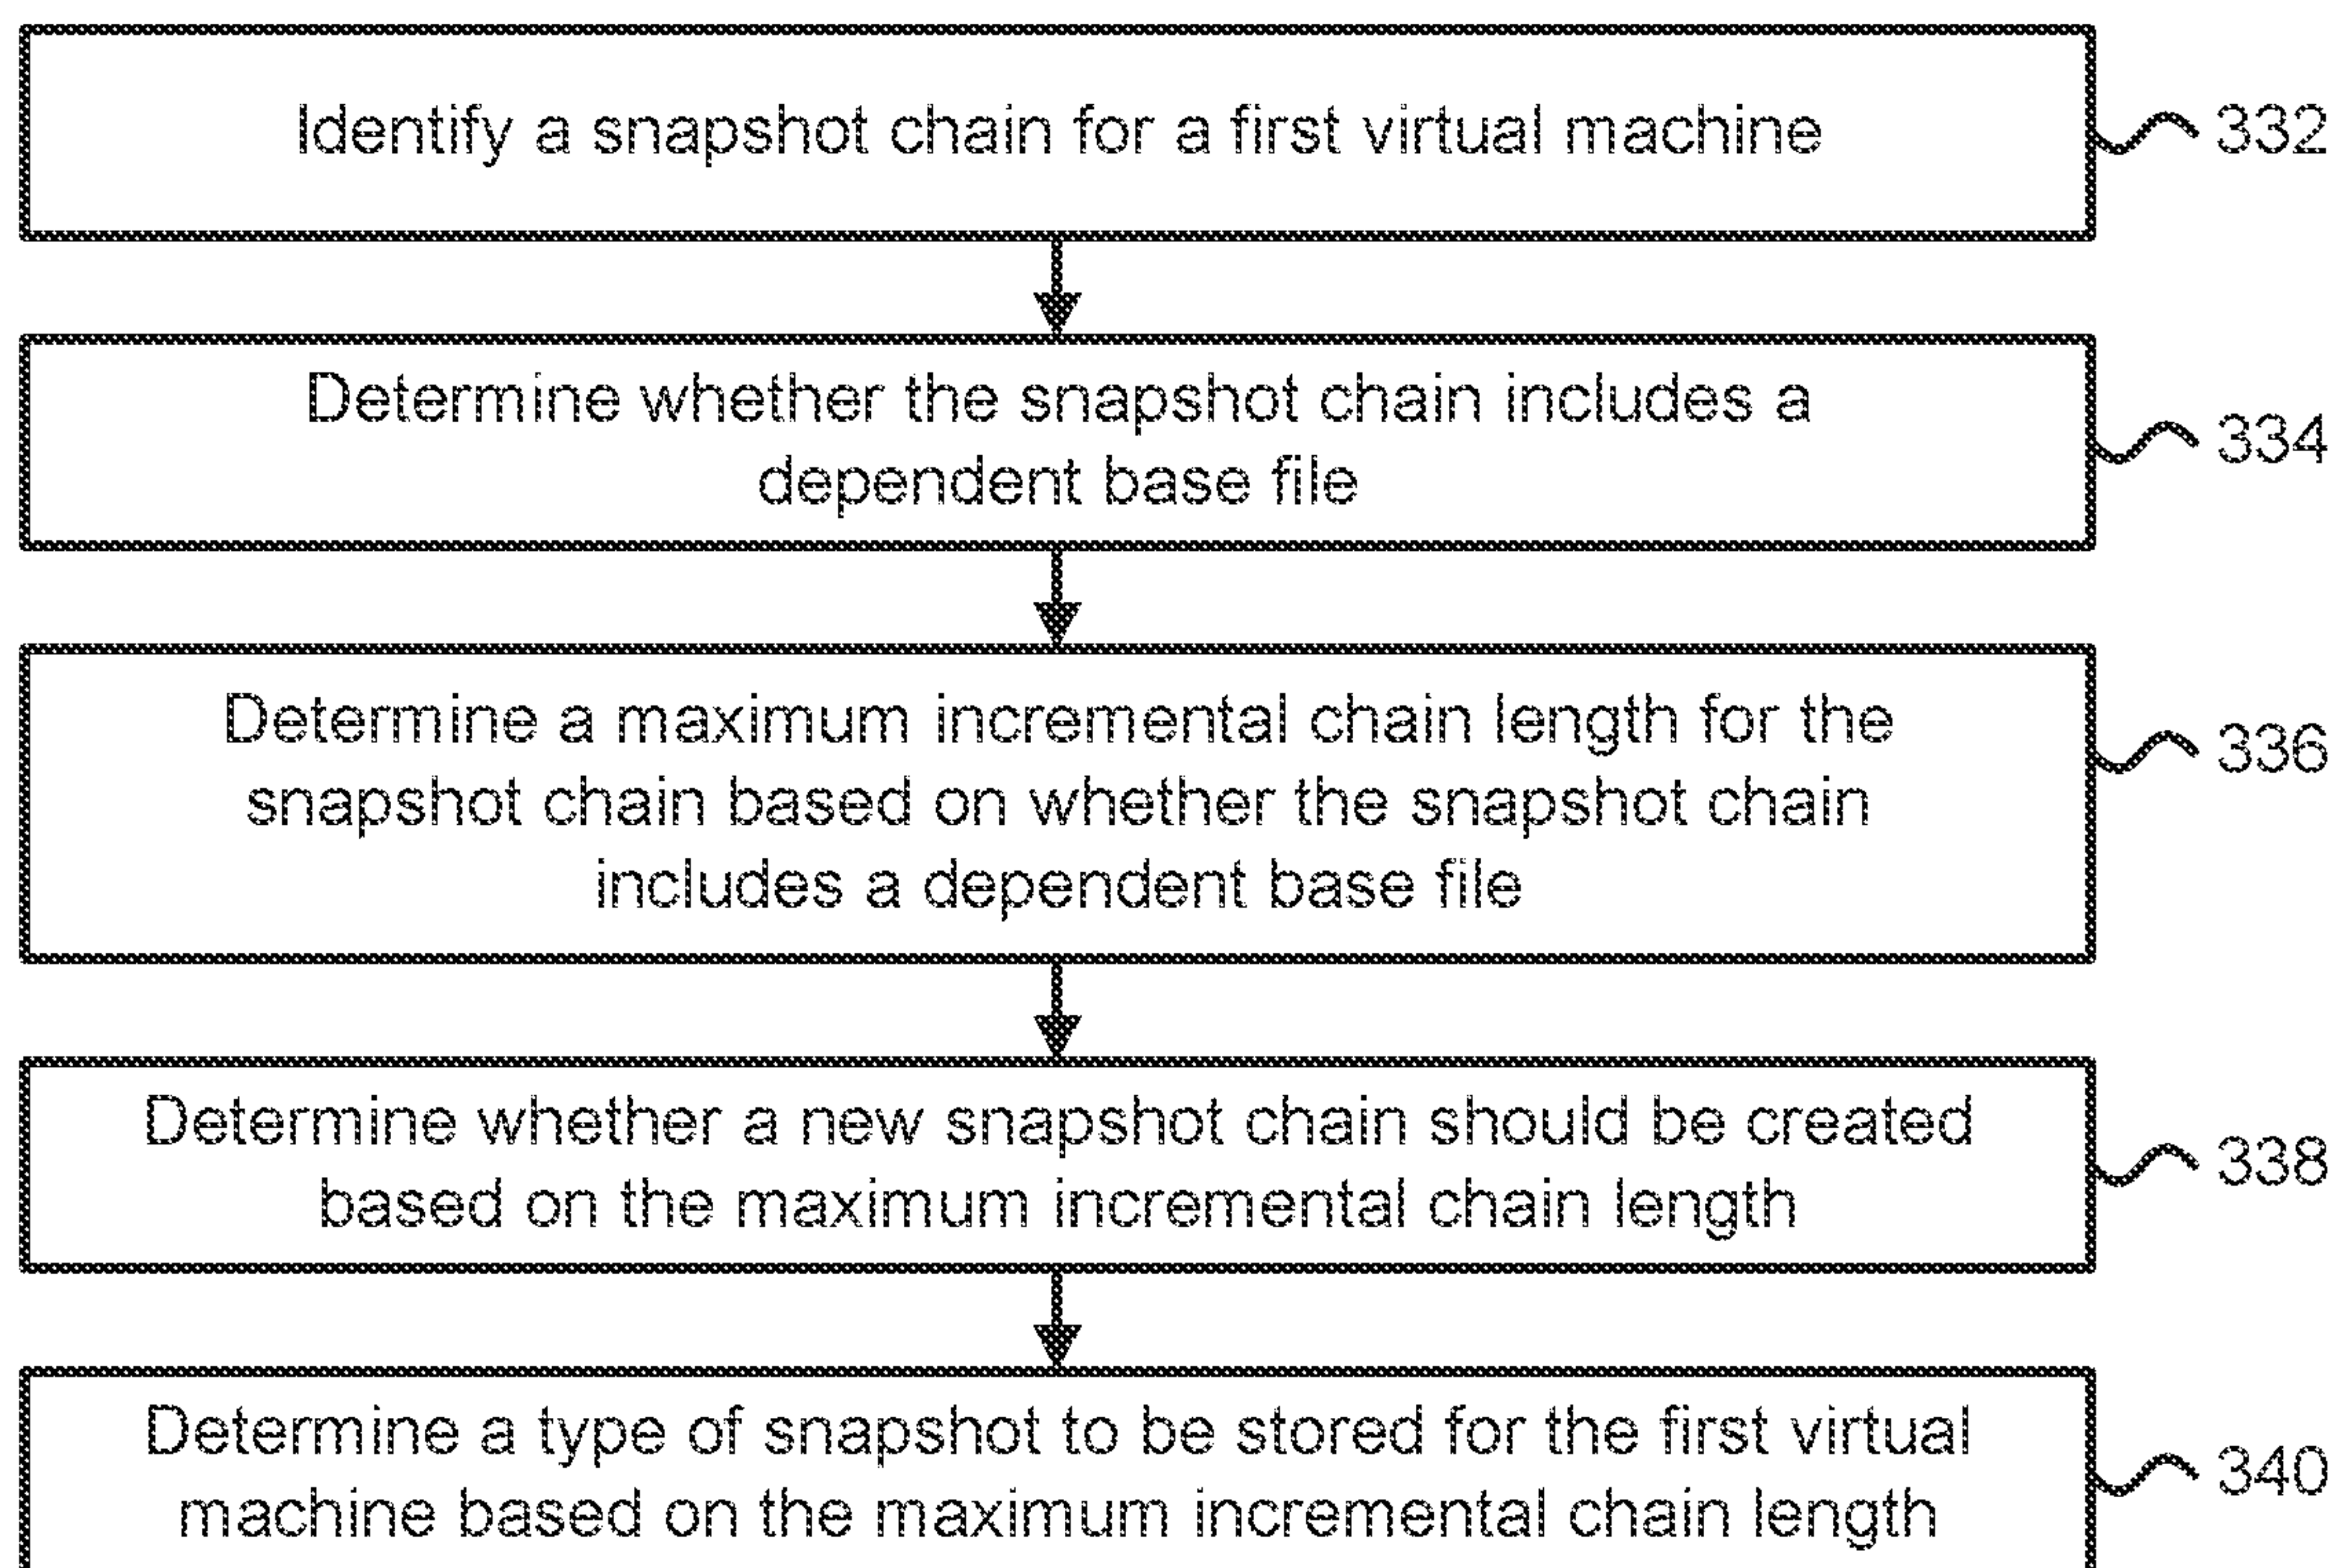 Identify a snapshot chain for a first virtual machine
332
Determine whether the snapshot chain includes a
dependent base file
334
Determine a maximum incremental chain length for the
snapshot chain based on whether the snapshot chain
includes a dependent base file
336
Determine whether a new snapshot chain should be created
based on the maximum incremental chain length
338
Determine a type of snapshot to be stored for the first virtual
machine based on the maximum incremental chain length
340